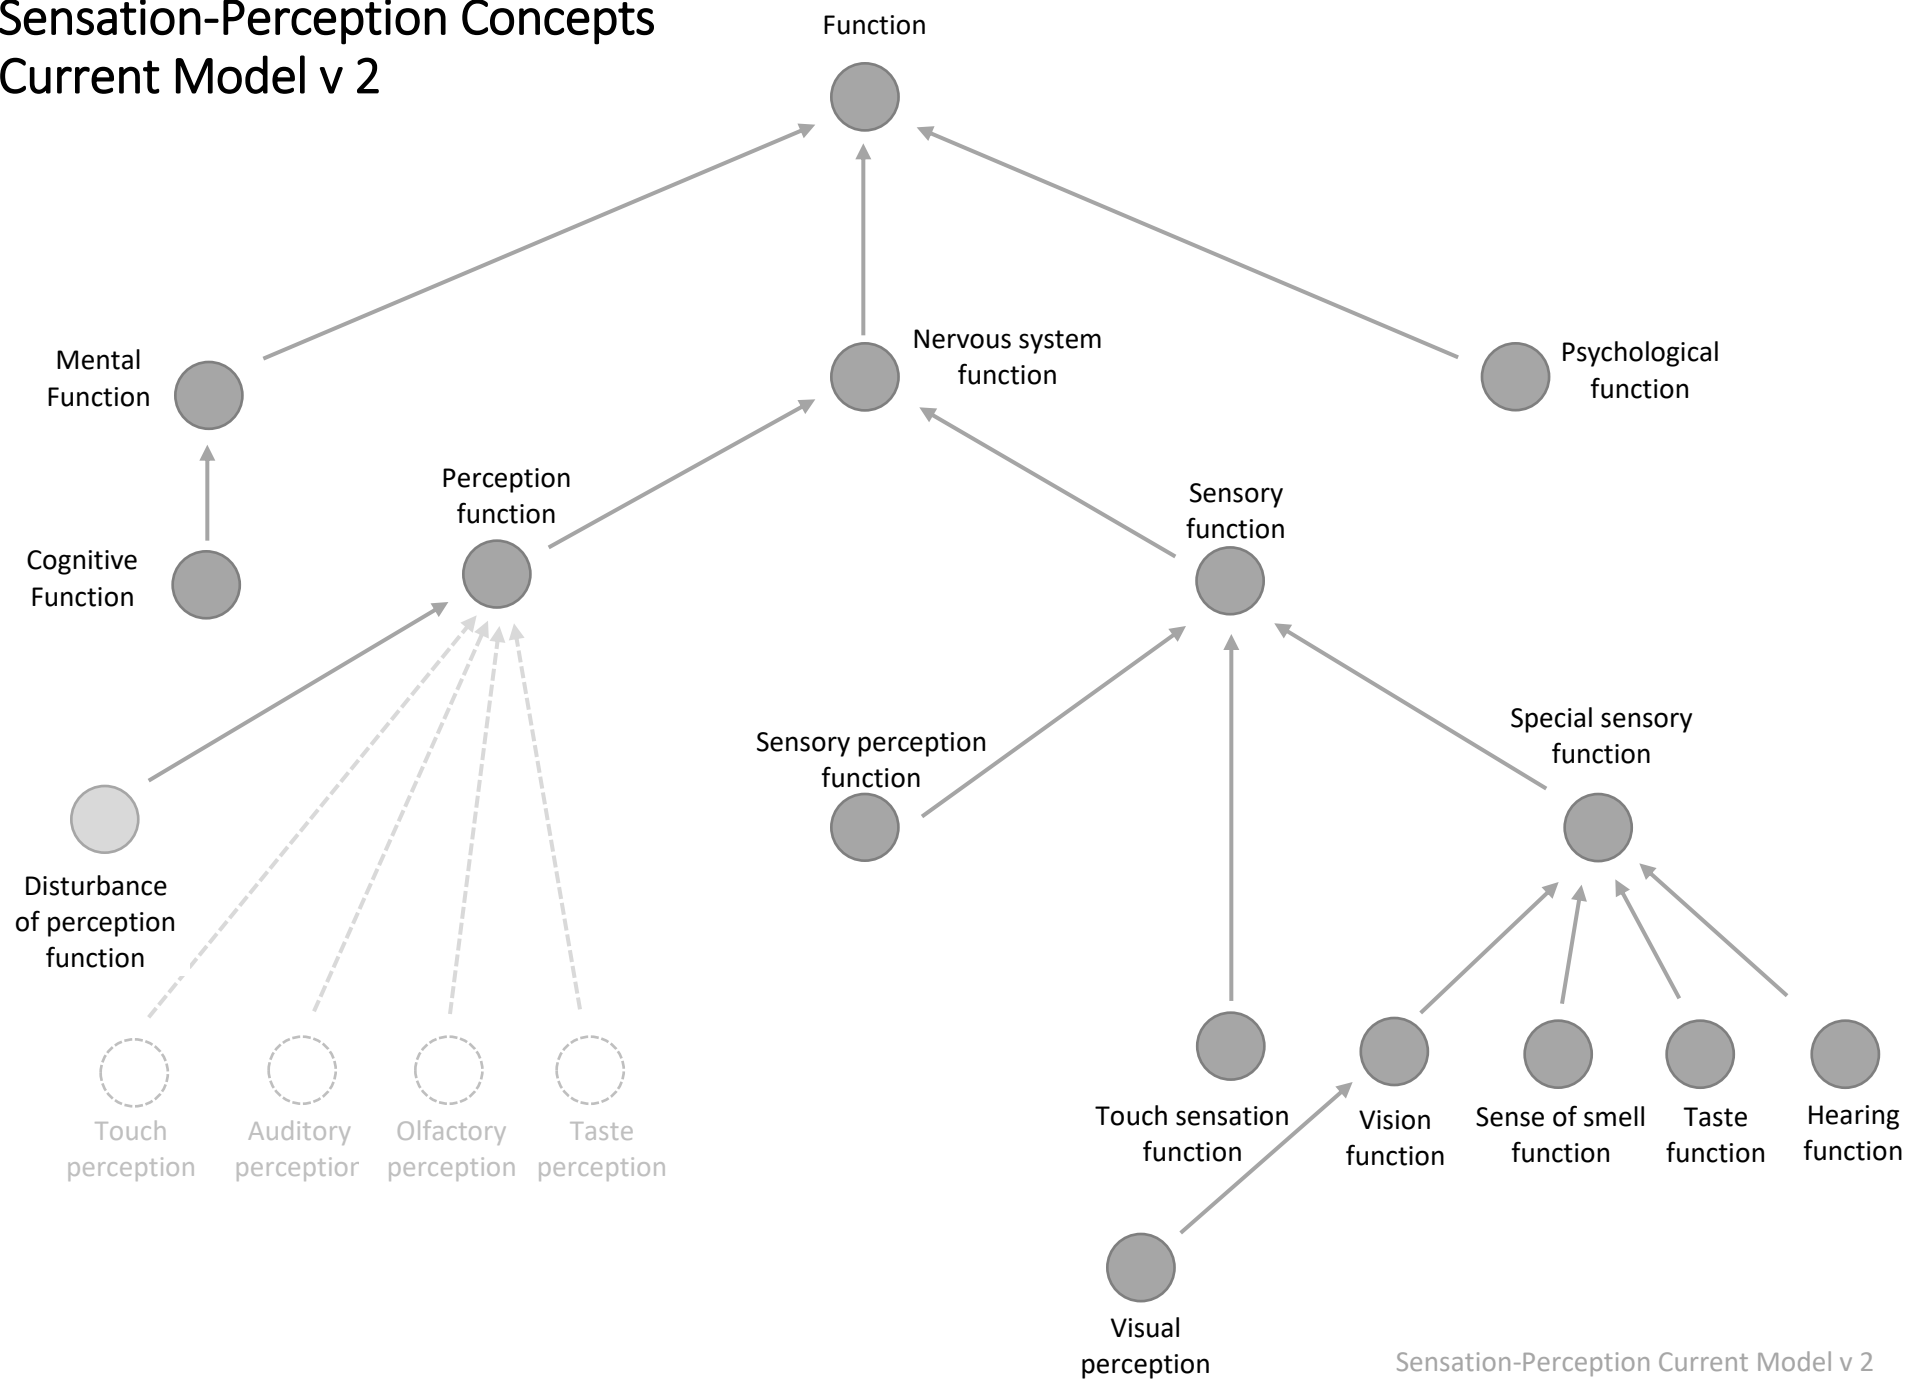 Sensation-Perception Concepts
Current Model v 2
Function
Nervous system
function
Mental
Function
Psychological
function
Perception
function
Sensory
function
Cognitive
Function
Special sensory
function
Sensory perception
function
Disturbance
of perception
function
Touch
perception
Auditory
perceptior
Olfactory
perception
Taste
perception
Touch sensation
function
Vision
function
Sense of smell
function
Taste
function
Hearing
function
Visual
perception
Sensation-Perception Current Model v 2